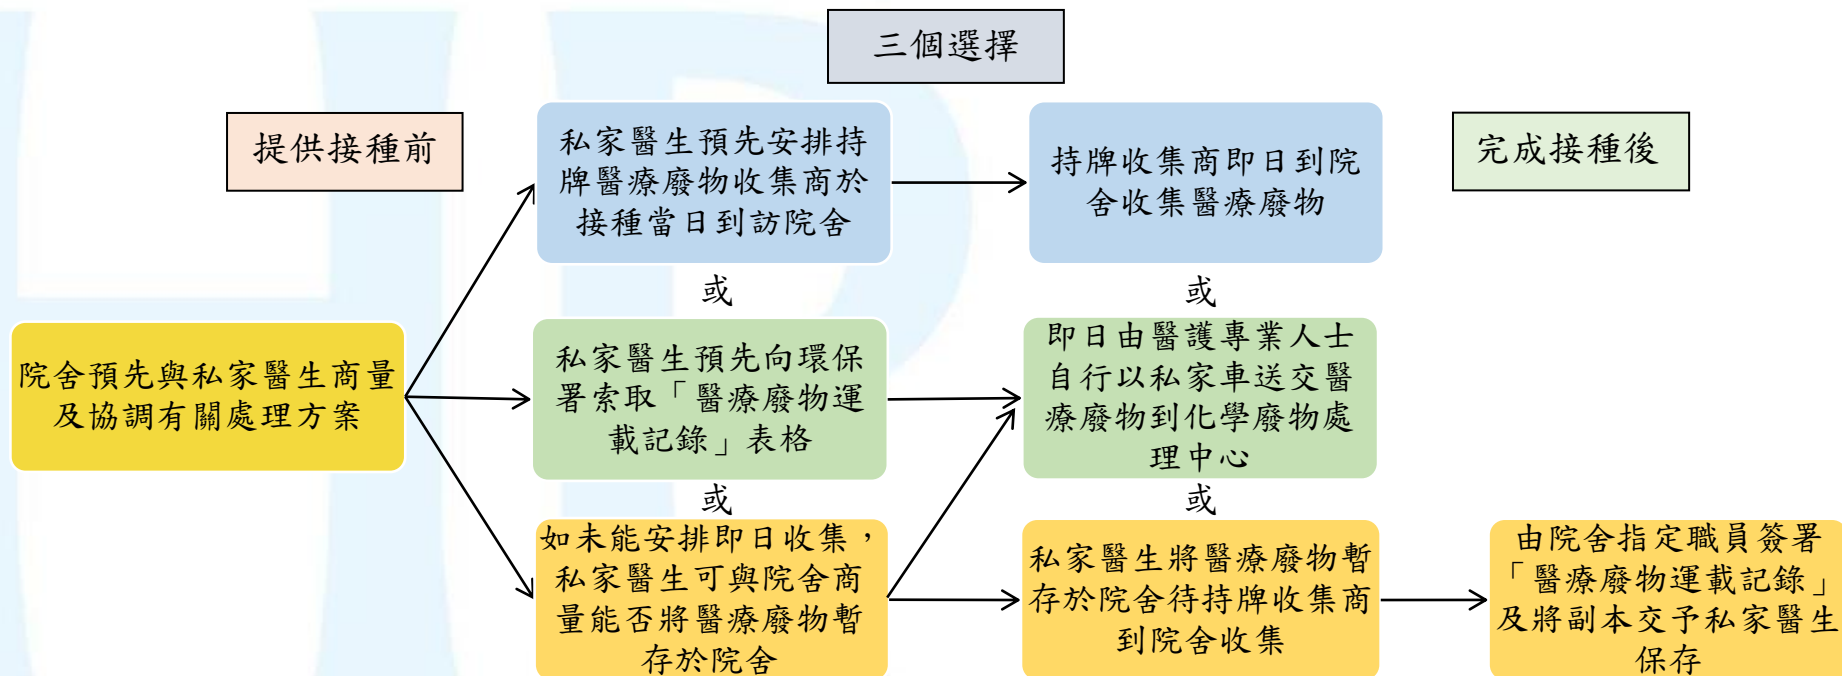 三個選擇
提供接種前
完成接種後
院舍預先與私家醫生商量
及協調有關處理方案
私家醫生預先安排持
牌醫療廢物收集商於
接種當日到訪院舍
持牌收集商即日到院
舍收集醫療廢物
或
或
私家醫生預先向環保
署索取「醫療廢物運
載記錄」表格
即日由醫護專業人士
自行以私家車送交醫
療廢物到化學廢物處
理中心
或
或
如未能安排即日收集，
私家醫生可與院舍商
量能否將醫療廢物暫
存於院舍
私家醫生將醫療廢物暫
存於院舍待持牌收集商
到院舍收集
由院舍指定職員簽署
「醫療廢物運載記錄」
及將副本交予私家醫生
保存